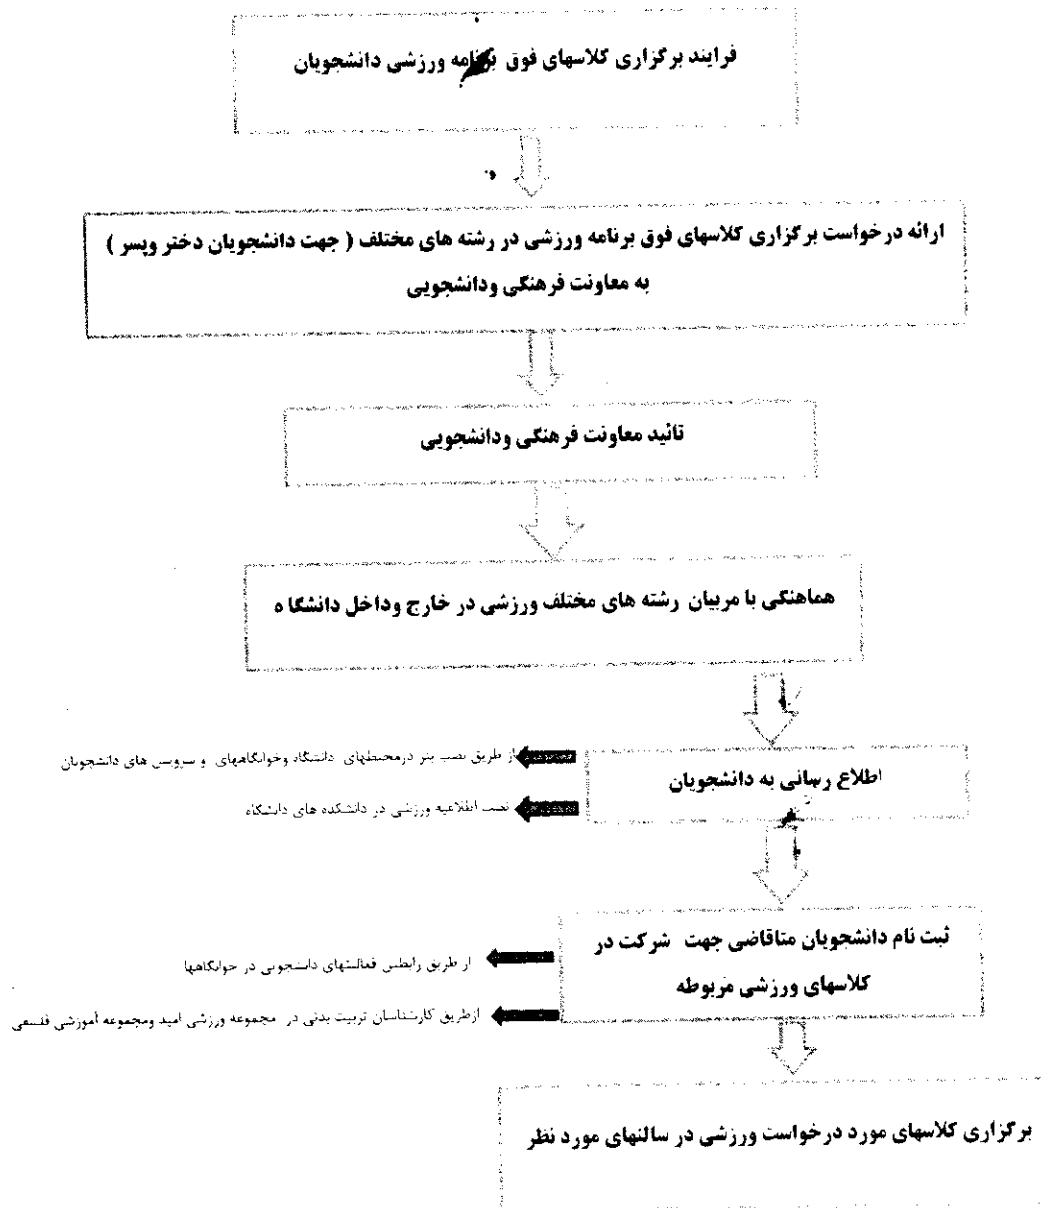 فرایند برگزاری کلاسهای فوق برنامه ورزشی دانشجویان
ارائه درخواست برگزاری کلاسهای فوق برنامه ورزشی در رشته های مختلف ( جهت دانشجویان دختر وپسر )
به معاونت فرهنگی ودانشجویی
تائید معاونت فرهنگی ودانشجویی
هماهنگی با مربیان رشته های مختلف ورزشی در خارج وداخل دانشگا ه
اطلاع رسانی به دانشجویان
از طریق نصب بنر درمحیطهای دانشگاه وخوابگاههای و سرویس های دانشجویان
نصب اطلاعیه ورزشی در دانشکده های دانشگاه
ثبت نام دانشجویان متاقاضی جهت شرکت در
کلاسهای ورزشی مربوطه
از طریق رابطین فعالیتهای دانشجویی در خوابگاهها
ازطریق کارشناسان تربیت بدنی در مجموعه ورزشی امید ومجموعه آموزشی فلسفی
برگزاری کلاسهای مورد درخواست ورزشی در سالنهای مورد نظر